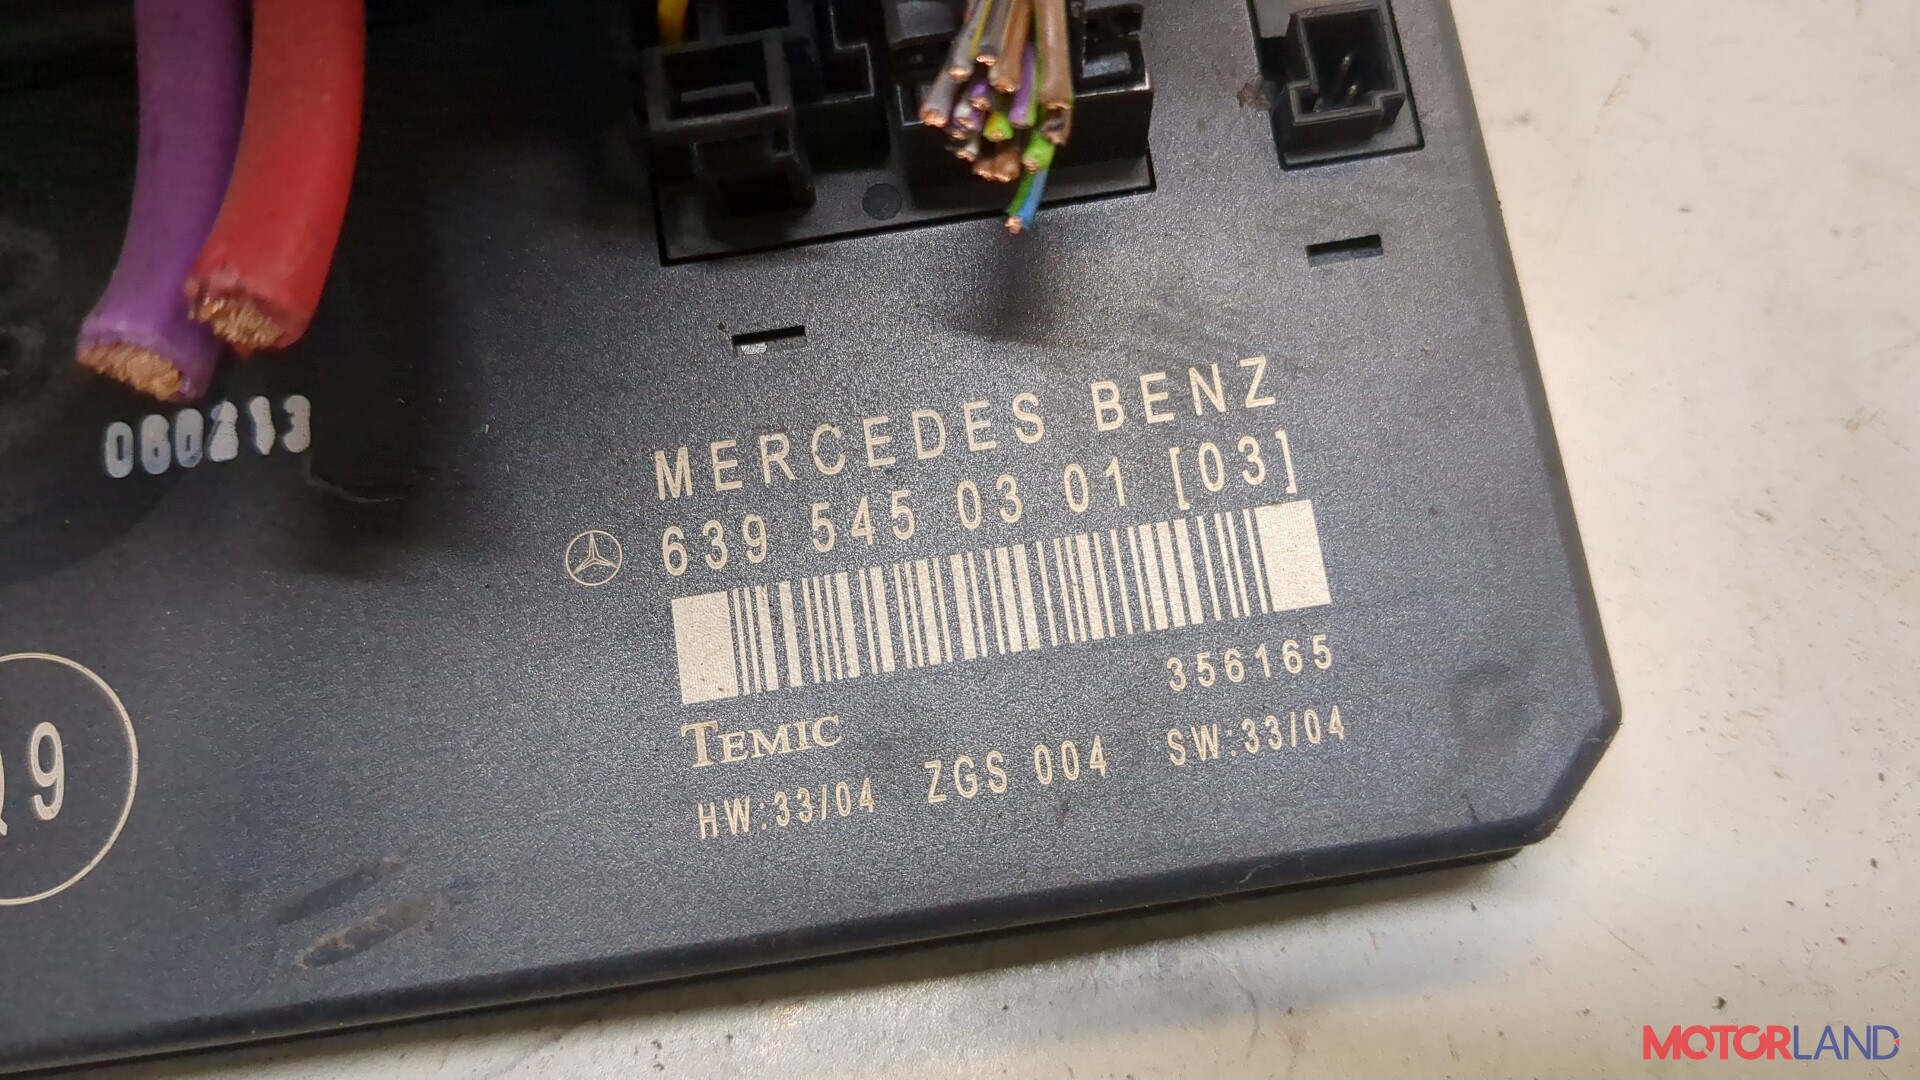 060213
MERCEDES BENZ
639 545 03 01 [03]
356165
TEMIC
HW:33/04 ZGS 004 SW:33/04
9
MOTORLAND